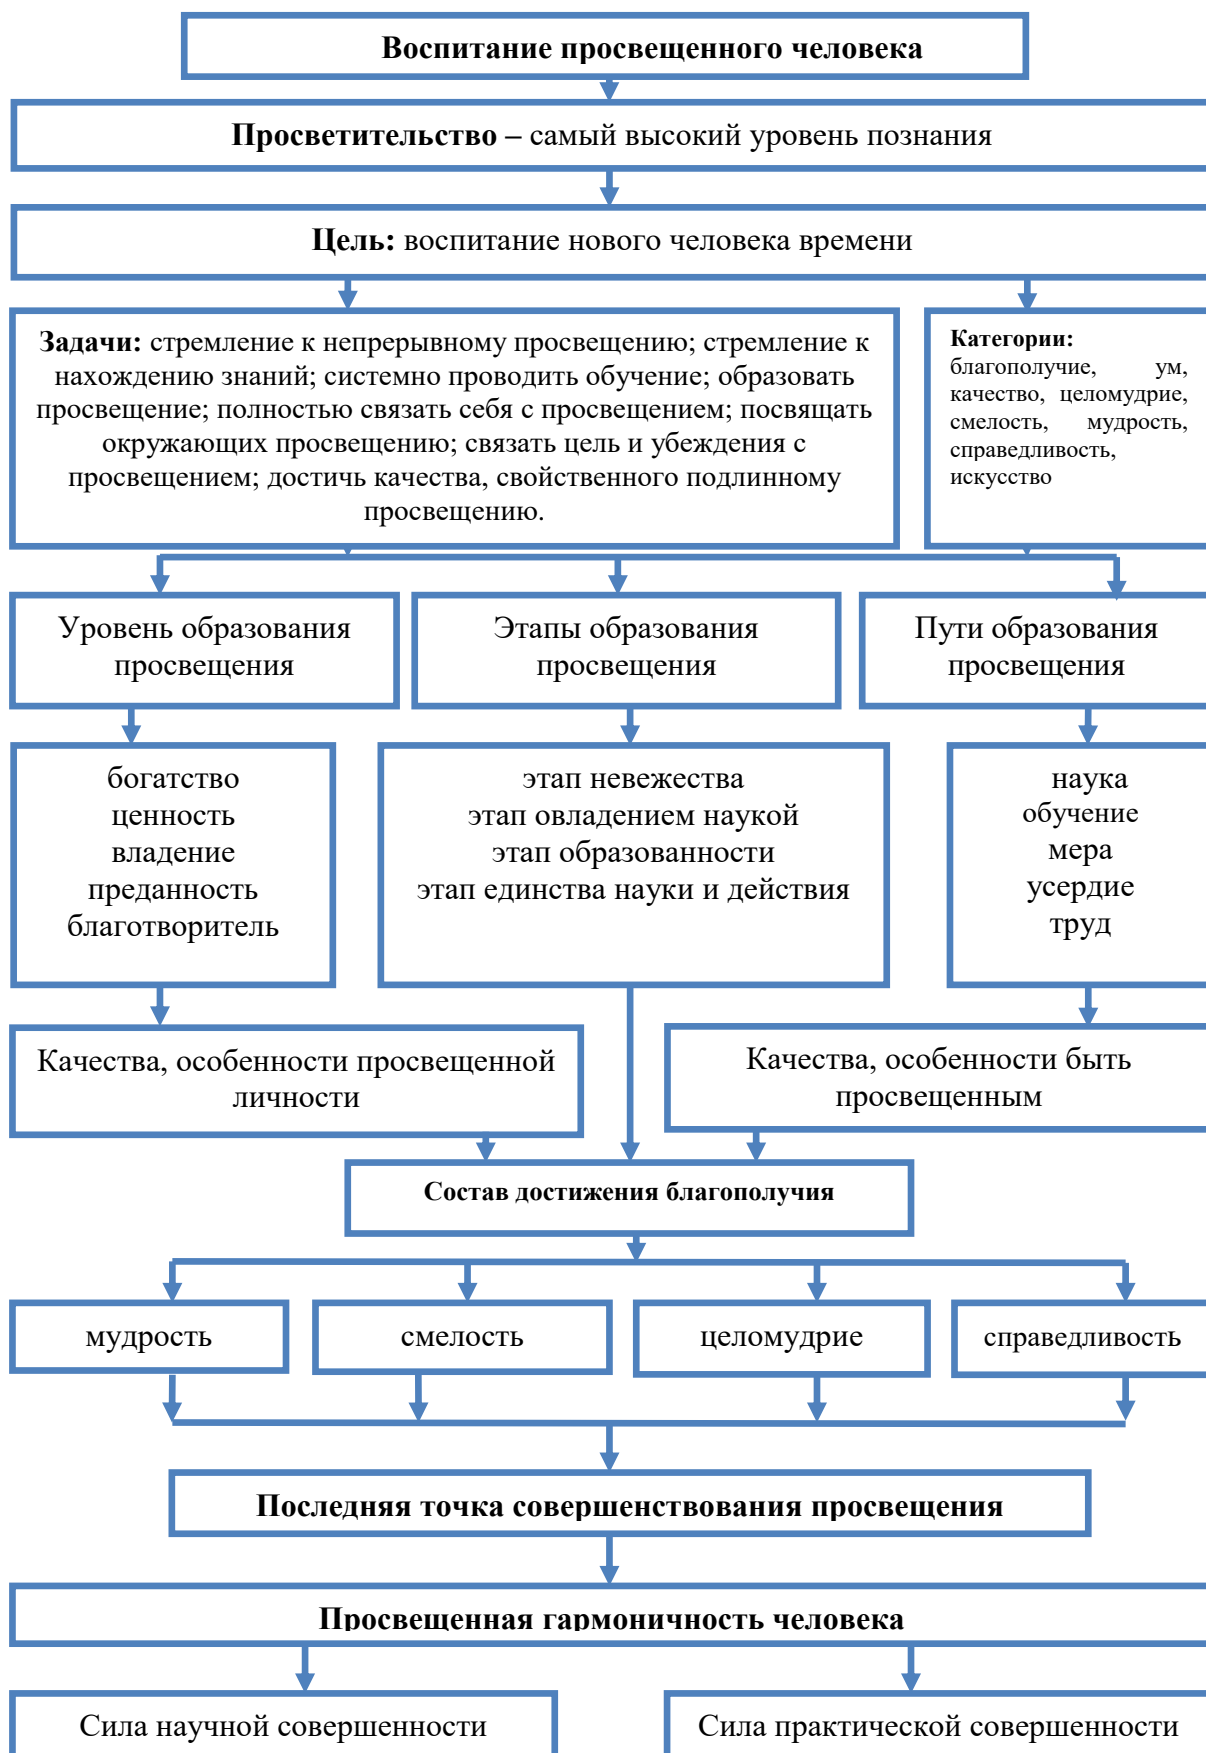 Воспитание просвещенного человека
Просветительство – самый высокий уровень познания
Цель: воспитание нового человека времени
Задачи: стремление к непрерывному просвещению; стремление к
нахождению знаний; системно проводить обучение; образовать
просвещение; полностью связать себя с просвещением; посвящать
окружающих просвещению; связать цель и убеждения с
просвещением; достичь качества, свойственного подлинному
просвещению.
Категории:
благополучие, ум,
качество, целомудрие,
смелость, мудрость,
справедливость,
искусство
Уровень образования
просвещения
Этапы образования
просвещения
Пути образования
просвещения
богатство
ценность
владение
преданность
благотворитель
этап невежества
этап овладением наукой
этап образованности
этап единства науки и действия
наука
обучение
мера
усердие
труд
Качества, особенности просвещенной
личности
Качества, особенности быть
просвещенным
Состав достижения благополучия
мудрость
смелость
целомудрие
справедливость
Последняя точка совершенствования просвещения
Просвещенная гармоничность человека
Сила научной совершенности
Сила практической совершенности